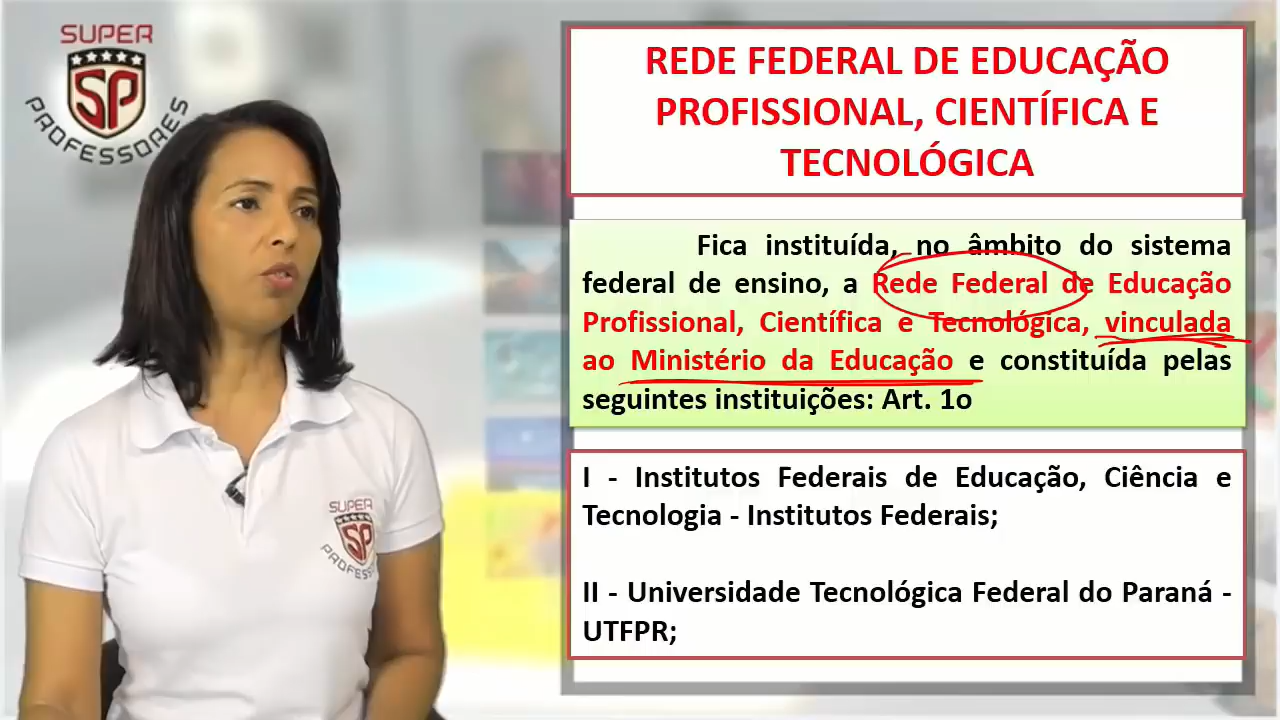 SUPER
SP
PROFESSORES
REDE FEDERAL DE EDUCAÇÃO
PROFISSIONAL, CIENTÍFICA E
TECNOLÓGICA
Fica instituída, no âmbito do sistema
federal de ensino, a Rede Federal de Educação
Profissional, Científica e Tecnológica, vinculada
ao Ministério da Educação e constituída pelas
seguintes instituições: Art. 1o
I - Institutos Federais de Educação, Ciência e
Tecnologia - Institutos Federais;
II - Universidade Tecnológica Federal do Paraná -
UTFPR;
SUPER
SP
PROFESS